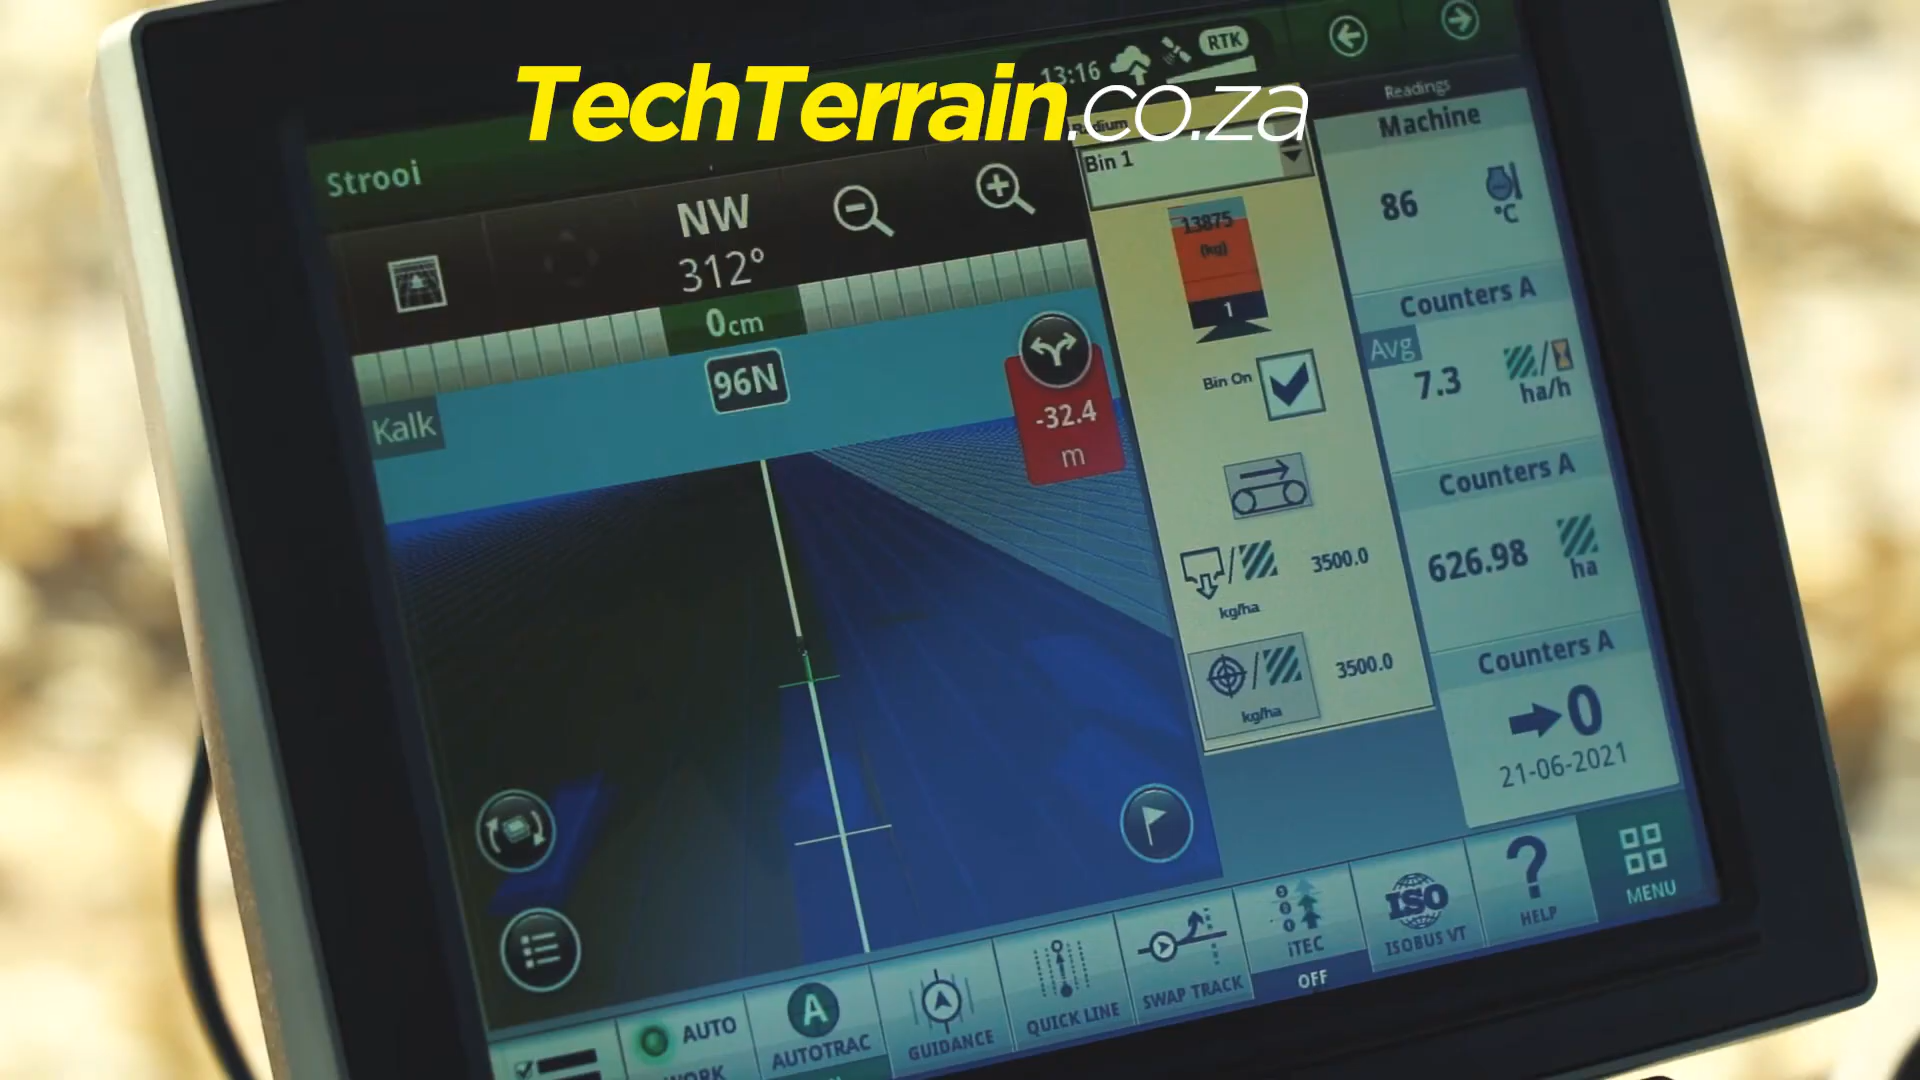 TechTerrain.co.za
13:16
RTK
Strooi
NW
312°
0cm
96N
Kalk
-32.4
m
Radium
Bin 1
13875
(kg)
1
Bin On
3500.0
kg/ha
3500.0
kg/ha
Readings
Machine
86
°C
Counters A
Avg
7.3
ha/h
Counters A
626.98
ha
Counters A
0
21-06-2021
AUTO
WORK
A
AUTOTRAC
GUIDANCE
QUICK LINE
SWAP TRACK
iTEC
OFF
ISO
ISOBUS VT
?
HELP
MENU